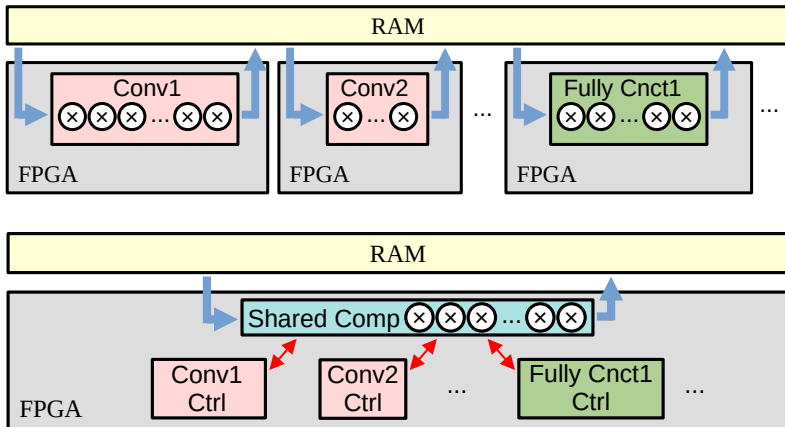 RAM
Conv1
× × × ... × ×
FPGA
Conv2
× ... ×
FPGA
...
Fully Cnct1
× × ... × ×
FPGA
...
RAM
Shared Comp × × × ... × ×
Conv1
Ctrl
Conv2
Ctrl
...
Fully Cnct1
Ctrl
...
FPGA